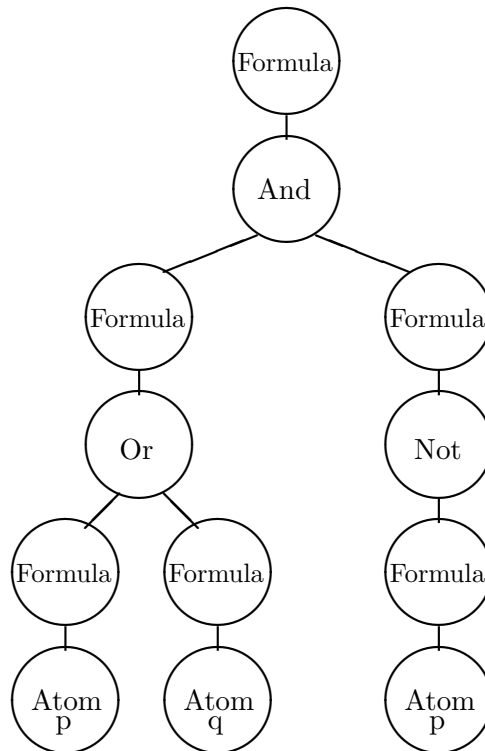 Formula
And
Formula Formula
Or Not
Formula Formula Formula
Atom Atom Atom
p q p